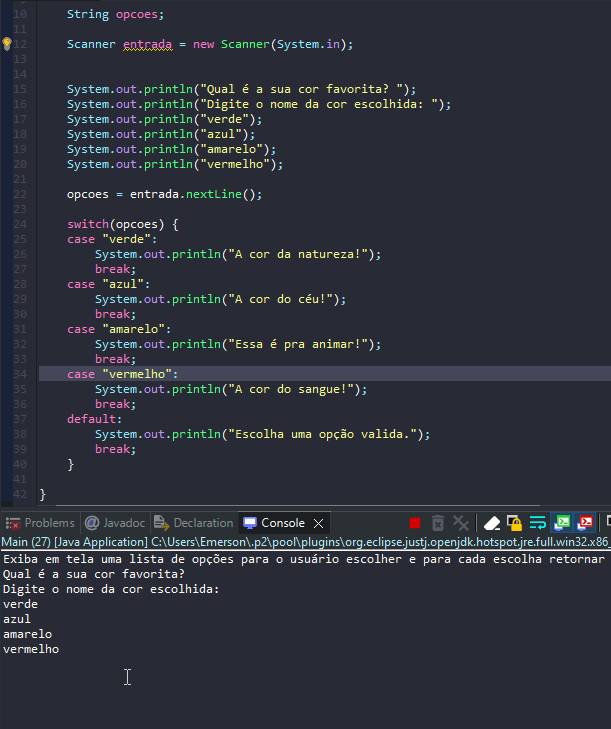 10 String opcoes;
11
12 Scanner entrada = new Scanner(System.in);
13
14
15 System.out.println("Qual é a sua cor favorita? ");
16 System.out.println("Digite o nome da cor escolhida: ");
17 System.out.println("verde");
18 System.out.println("azul");
19 System.out.println("amarelo");
20 System.out.println("vermelho");
21
22 opcoes = entrada.nextLine();
23
24 switch(opcoes) {
25 case "verde":
26 System.out.println("A cor da natureza!");
27 break;
28 case "azul":
29 System.out.println("A cor do céu!");
30 break;
31 case "amarelo":
32 System.out.println("Essa é pra animar!");
33 break;
34 case "vermelho":
35 System.out.println("A cor do sangue!");
36 break;
37 default:
38 System.out.println("Escolha uma opção valida.");
39 break;
40 }
41
42 }
Problems @ Javadoc Declaration Console
Main (27) [Java Application] C:\Users\Emerson\.p2\pool\plugins\org.eclipse.justj.openjdk.hotspot.jre.full.win32.x86_
Exiba em tela uma lista de opções para o usuário escolher e para cada escolha retornar
Qual é a sua cor favorita?
Digite o nome da cor escolhida:
verde
azul
amarelo
vermelho